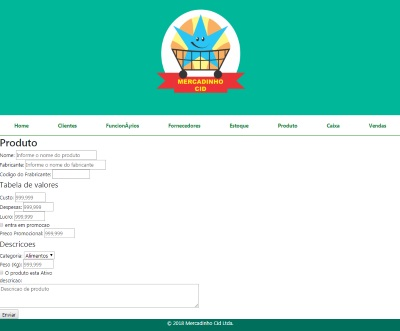 MERCADINHO
CID
Home Clientes FuncionÃ¡rios Fornecedores Estoque Produto Caixa Vendas
Produto
Nome: Informe o nome do produto
Fabricante: Informe o nome do fabricante
Codigo do Frabricante:
Tabela de valores
Custo: 999,999
Despesas: 999,999
Lucro: 999,999
entra em promocao
Preco Promocional: 999,999
Descricoes
Categoria: Alimentos
Peso (Kg): 999,999
O produto esta Ativo
descricao:
Descricao da produto
Enviar
© 2018 Mercadinho Cid Ltda.